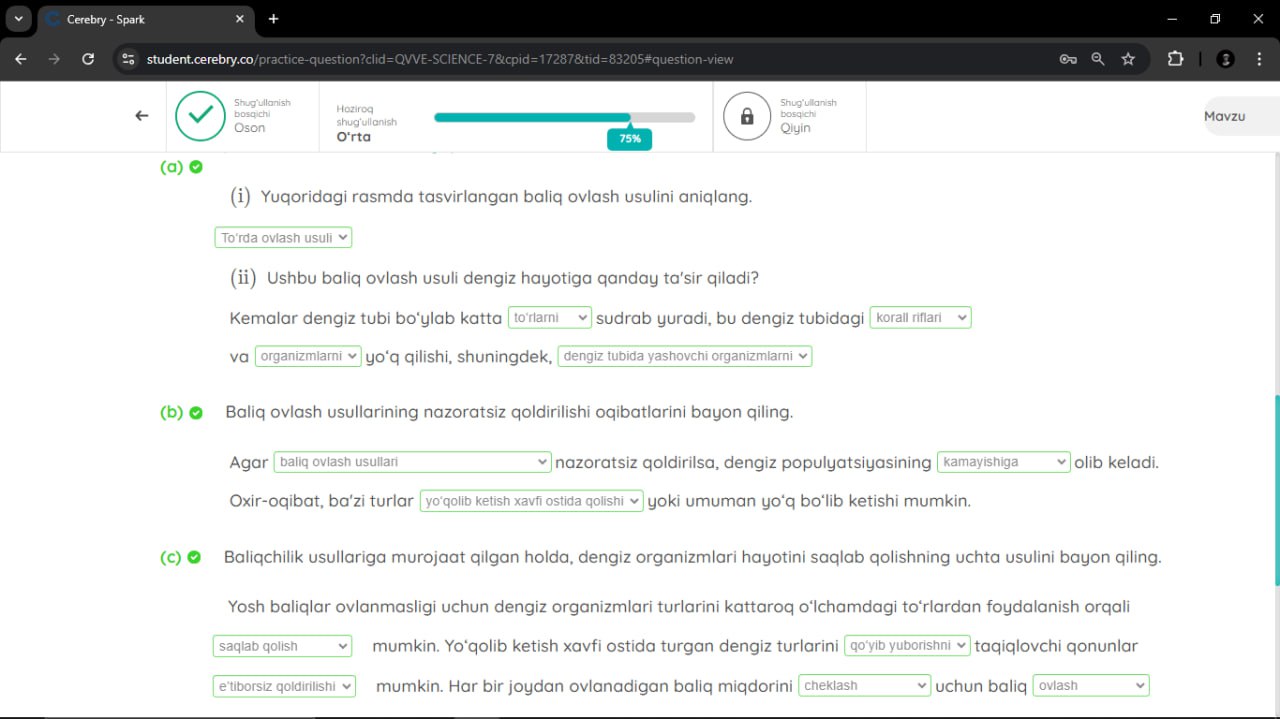 Cerebry - Spark
student.cerebry.co/practice-question?clid=QVVE-SCIENCE-7&cpid=17287&tid=83205#question-view
Shug'ullanish
bosqichi
Oson
Hoziroq
shug'ullanish
O'rta
75%
Shug'ullanish
bosqichi
Qiyin
Mavzu
(a)
(i) Yuqoridagi rasmda tasvirlangan baliq ovlash usulini aniqlang.
To'rda ovlash usuli
(ii) Ushbu baliq ovlash usuli dengiz hayotiga qanday ta'sir qiladi?
Kemalar dengiz tubi bo'ylab katta to'rlarni sudrab yuradi, bu dengiz tubidagi korall riflari
va organizmlarni yo'q qilishi, shuningdek, dengiz tubida yashovchi organizmlarni
(b) Baliq ovlash usullarining nazoratsiz qoldirilishi oqibatlarini bayon qiling.
Agar baliq ovlash usullari nazoratsiz qoldirilsa, dengiz populyatsiyasining kamayishiga olib keladi.
Oxir-oqibat, ba'zi turlar yo'qolib ketish xavfi ostida qolishi yoki umuman yo'q bo'lib ketishi mumkin.
(c) Baliqchilik usullariga murojaat qilgan holda, dengiz organizmlari hayotini saqlab qolishning uchta usulini bayon qiling.
Yosh baliqlar ovlanmasligi uchun dengiz organizmlari turlarini kattaroq o'lchamdagi to'rlardan foydalanish orqali
saqlab qolish mumkin. Yo'qolib ketish xavfi ostida turgan dengiz turlarini qo'yib yuborishni taqiqlovchi qonunlar
e'tiborsiz qoldirilishi mumkin. Har bir joydan ovlanadigan baliq miqdorini cheklash uchun baliq ovlash